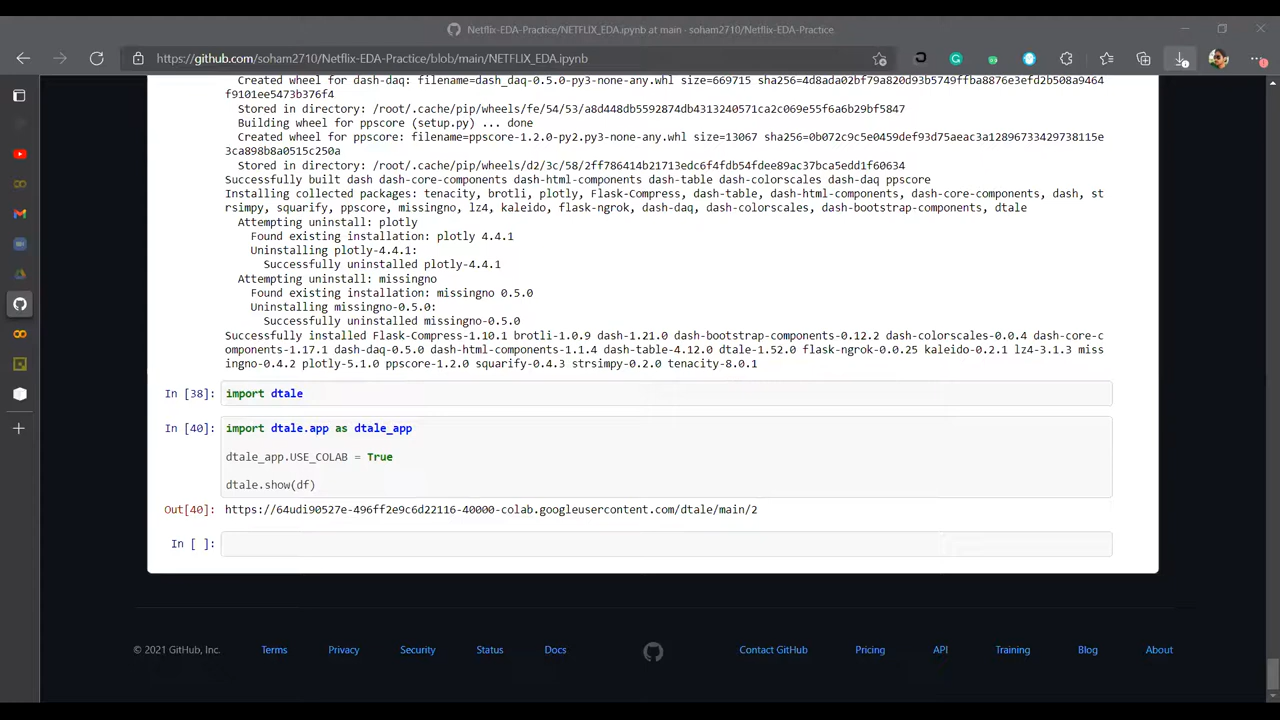 Netflix-EDA-Practice/NETFLIX_EDA.ipynb at main · soham2710/Netflix-EDA-Practice
https://github.com/soham2710/Netflix-EDA-Practice/blob/main/NETFLIX_EDA.ipynb
Created wheel for dash-daq: filename=dash_daq-0.5.0-py3-none-any.whl size=669715 sha256=4d8ada02bf79a820d93b5749ffba8876e3efd2b508a9464
f9101ee5473b376f4
Stored in directory: /root/.cache/pip/wheels/fe/54/53/a8d448db5592874db4313240571ca2c069e55f6a6b29bf5847
Building wheel for ppscore (setup.py) ... done
Created wheel for ppscore: filename=ppscore-1.2.0-py2.py3-none-any.whl size=13067 sha256=0b072c9c5e0459def93d75aeac3a12896733429738115e
3ca898b8a0515c250a
Stored in directory: /root/.cache/pip/wheels/d2/3c/58/2ff786414b21713edc6f4fdb54fdee89ac37bca5edd1f60634
Successfully built dash dash-core-components dash-html-components dash-table dash-colorscales dash-daq ppscore
Installing collected packages: tenacity, brotli, plotly, Flask-Compress, dash-table, dash-html-components, dash-core-components, dash, st
rsimpy, squarify, ppscore, missingno, lz4, kaleido, flask-ngrok, dash-daq, dash-colorscales, dash-bootstrap-components, dtale
Attempting uninstall: plotly
Found existing installation: plotly 4.4.1
Uninstalling plotly-4.4.1:
Successfully uninstalled plotly-4.4.1
Attempting uninstall: missingno
Found existing installation: missingno 0.5.0
Uninstalling missingno-0.5.0:
Successfully uninstalled missingno-0.5.0
Successfully installed Flask-Compress-1.10.1 brotli-1.0.9 dash-1.21.0 dash-bootstrap-components-0.12.2 dash-colorscales-0.0.4 dash-core-c
omponents-1.17.1 dash-daq-0.5.0 dash-html-components-1.1.4 dash-table-4.12.0 dtale-1.52.0 flask-ngrok-0.0.25 kaleido-0.2.1 lz4-3.1.3 miss
ingno-0.4.2 plotly-5.1.0 ppscore-1.2.0 squarify-0.4.3 strsimpy-0.2.0 tenacity-8.0.1
In [38]: import dtale
In [40]: import dtale.app as dtale_app
dtale_app.USE_COLAB = True
dtale.show(df)
Out[40]: https://64udi90527e-496ff2e9c6d22116-40000-colab.googleusercontent.com/dtale/main/2
In [ ]:
© 2021 GitHub, Inc. Terms Privacy Security Status Docs Contact GitHub Pricing API Training Blog About